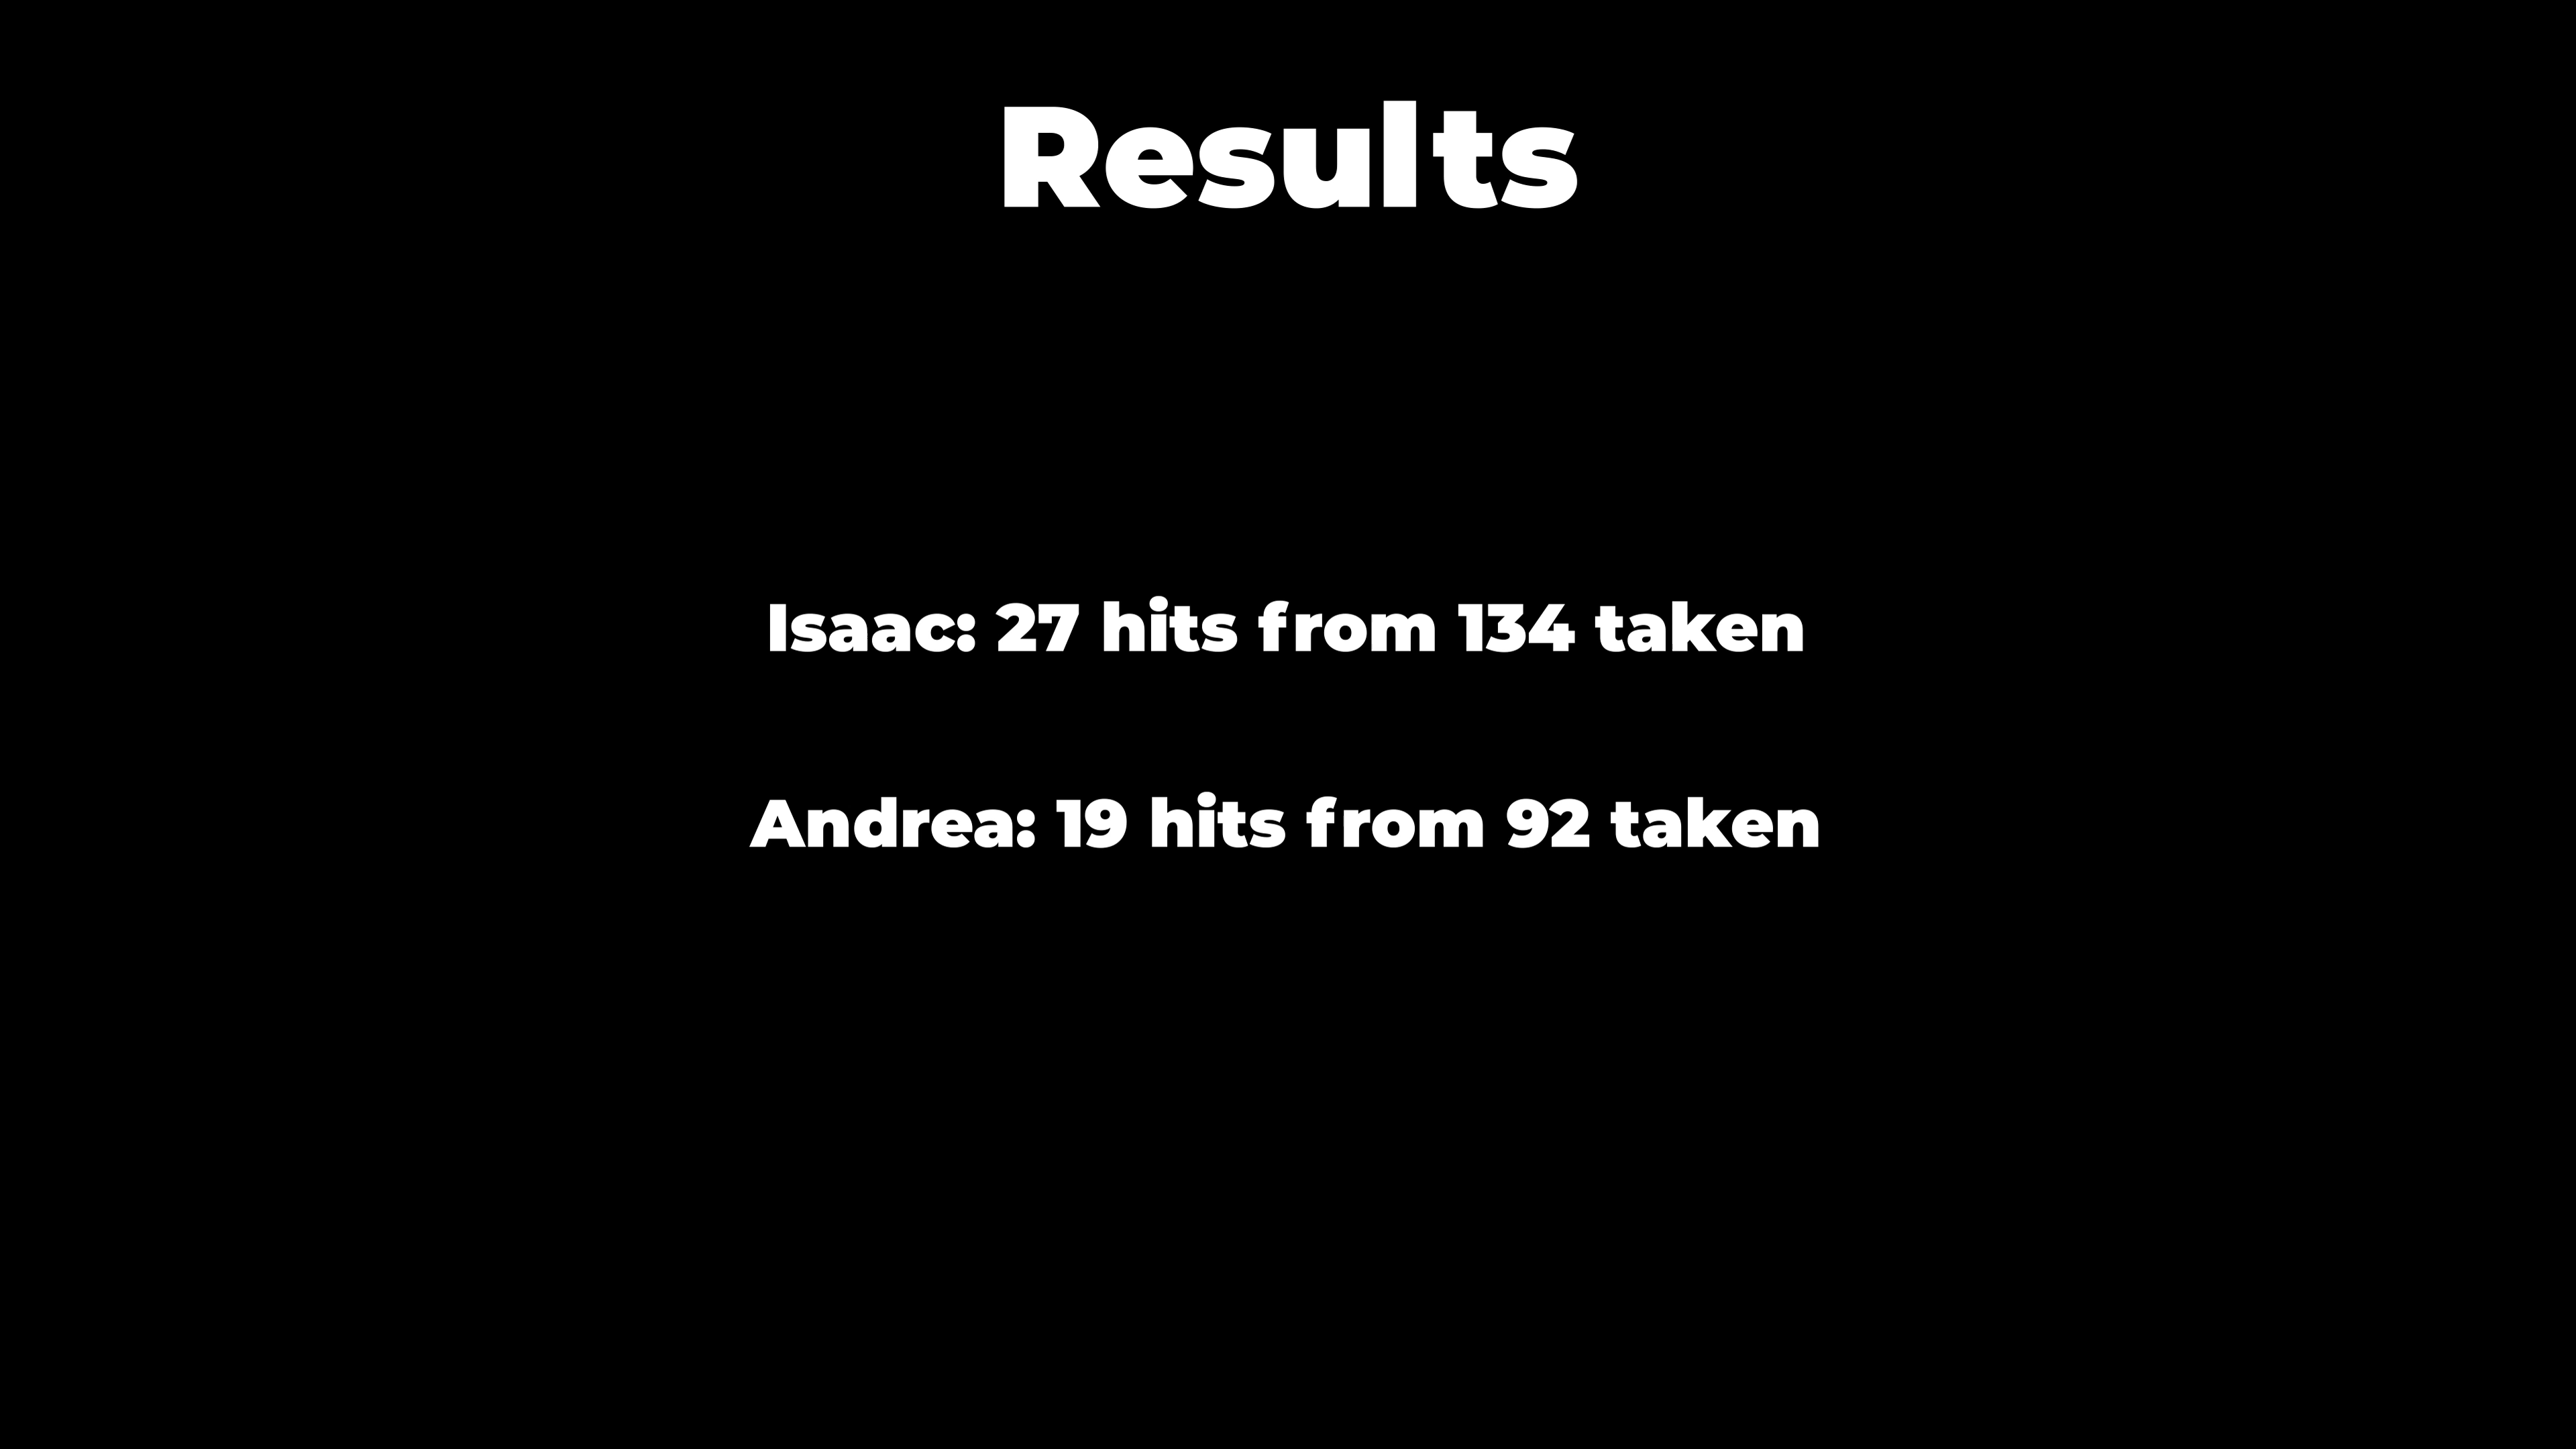 Results
Isaac: 27 hits from 134 taken
Andrea: 19 hits from 92 taken